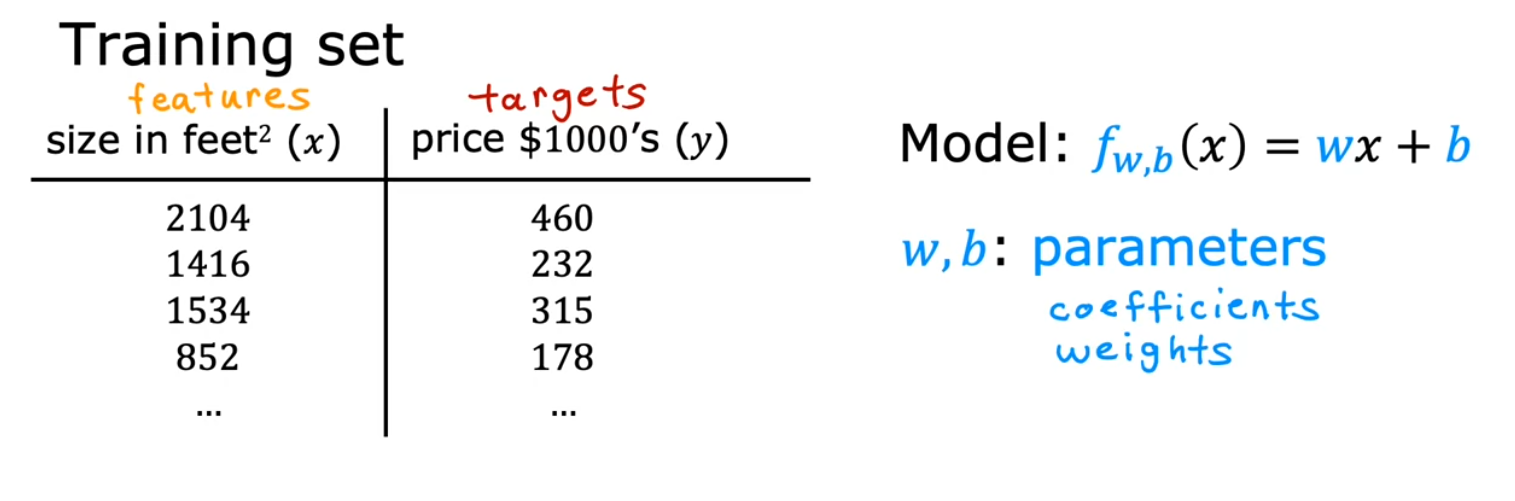 Training set
features targets
size in feet² (x) price $1000's (y)
2104 460
1416 232
1534 315
852 178
... ...
Model: f_{w,b}(x) = wx + b
w, b: parameters
coefficients
weights